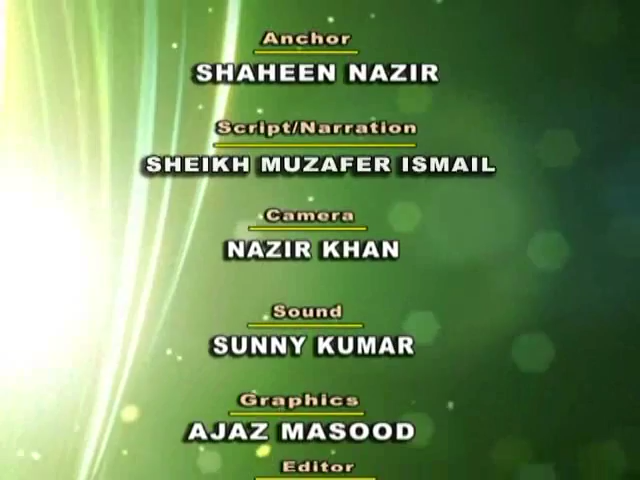 Anchor
SHAHEEN NAZIR
Script/Narration
SHEIKH MUZAFER ISMAIL
Camera
NAZIR KHAN
Sound
SUNNY KUMAR
Graphics
AJAZ MASOOD
Editor